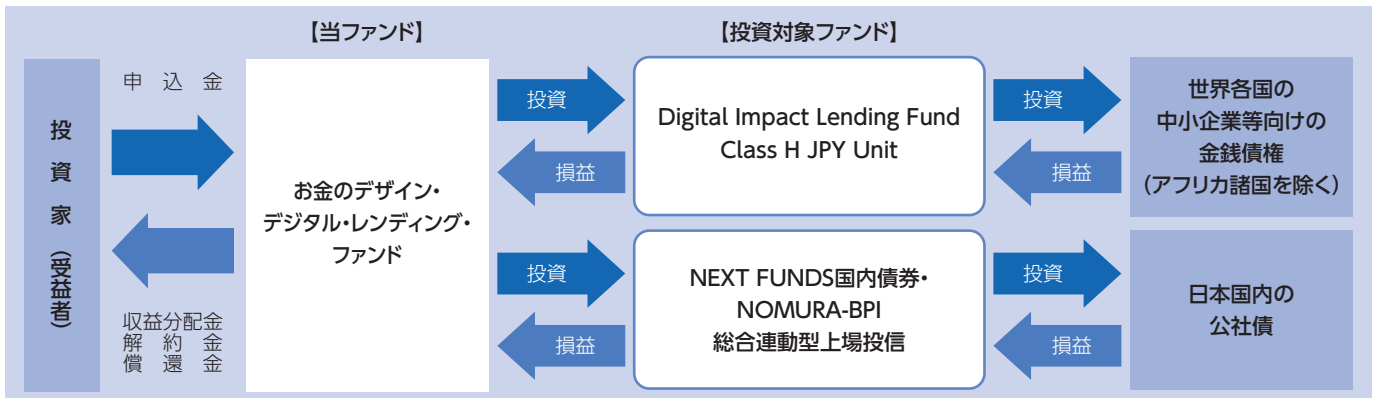 【当ファンド】
【投資対象ファンド】
投資家(受益者)
申込金
収益分配金
解約金
償還金
お金のデザイン・
デジタル・レンディング・
ファンド
投資
損益
Digital Impact Lending Fund
Class H JPY Unit
投資
損益
世界各国の
中小企業等向けの
金銭債権
(アフリカ諸国を除く)
投資
損益
NEXT FUNDS国内債券・
NOMURA-BPI
総合連動型上場投信
投資
損益
日本国内の
公社債